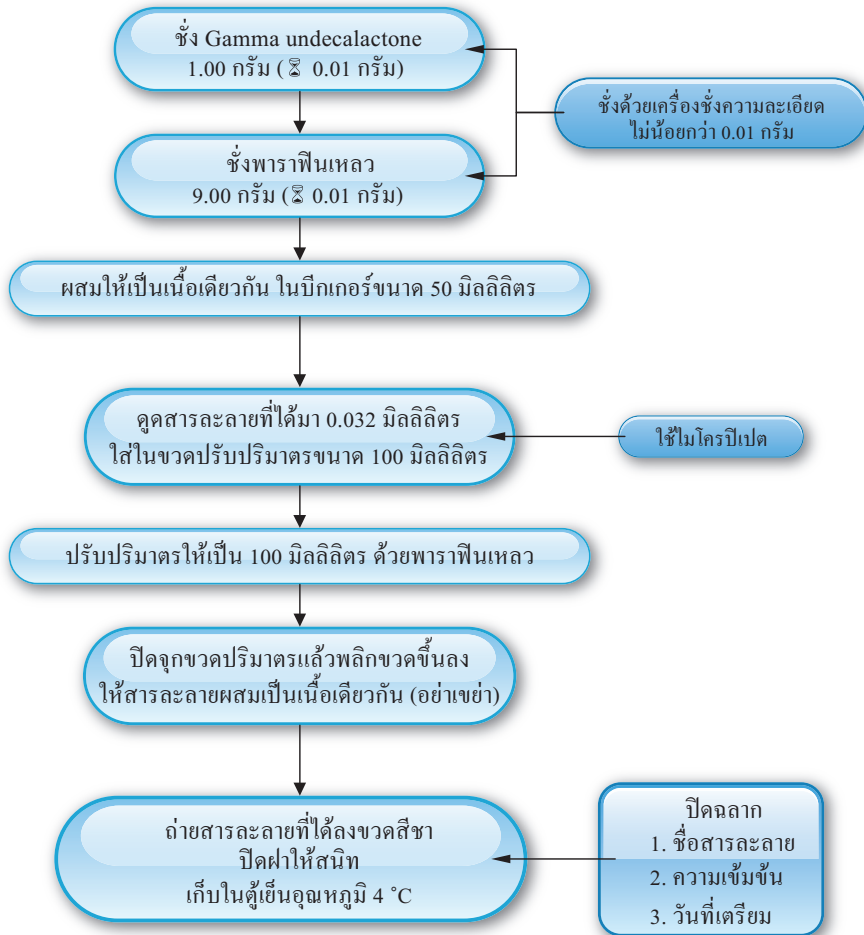 ชั่ง Gamma undecalactone
1.00 กรัม (⌛ 0.01 กรัม)
ชั่งด้วยเครื่องชั่งความละเอียด
ไม่น้อยกว่า 0.01 กรัม
ชั่งพาราฟินเหลว
9.00 กรัม (⌛ 0.01 กรัม)
ผสมให้เป็นเนื้อเดียวกัน ในบีกเกอร์ขนาด 50 มิลลิลิตร
ดูดสารละลายที่ได้มา 0.032 มิลลิลิตร
ใส่ในขวดปรับปริมาตรขนาด 100 มิลลิลิตร
ใช้ไมโครปิเปต
ปรับปริมาตรให้เป็น 100 มิลลิลิตร ด้วยพาราฟินเหลว
ปิดจุกขวดปริมาตรแล้วพลิกขวดขึ้นลง
ให้สารละลายผสมเป็นเนื้อเดียวกัน (อย่าเขย่า)
ถ่ายสารละลายที่ได้ลงขวดสีชา
ปิดฝาให้สนิท
เก็บในตู้เย็นอุณหภูมิ 4 °C
ปิดฉลาก
1. ชื่อสารละลาย
2. ความเข้มข้น
3. วันที่เตรียม